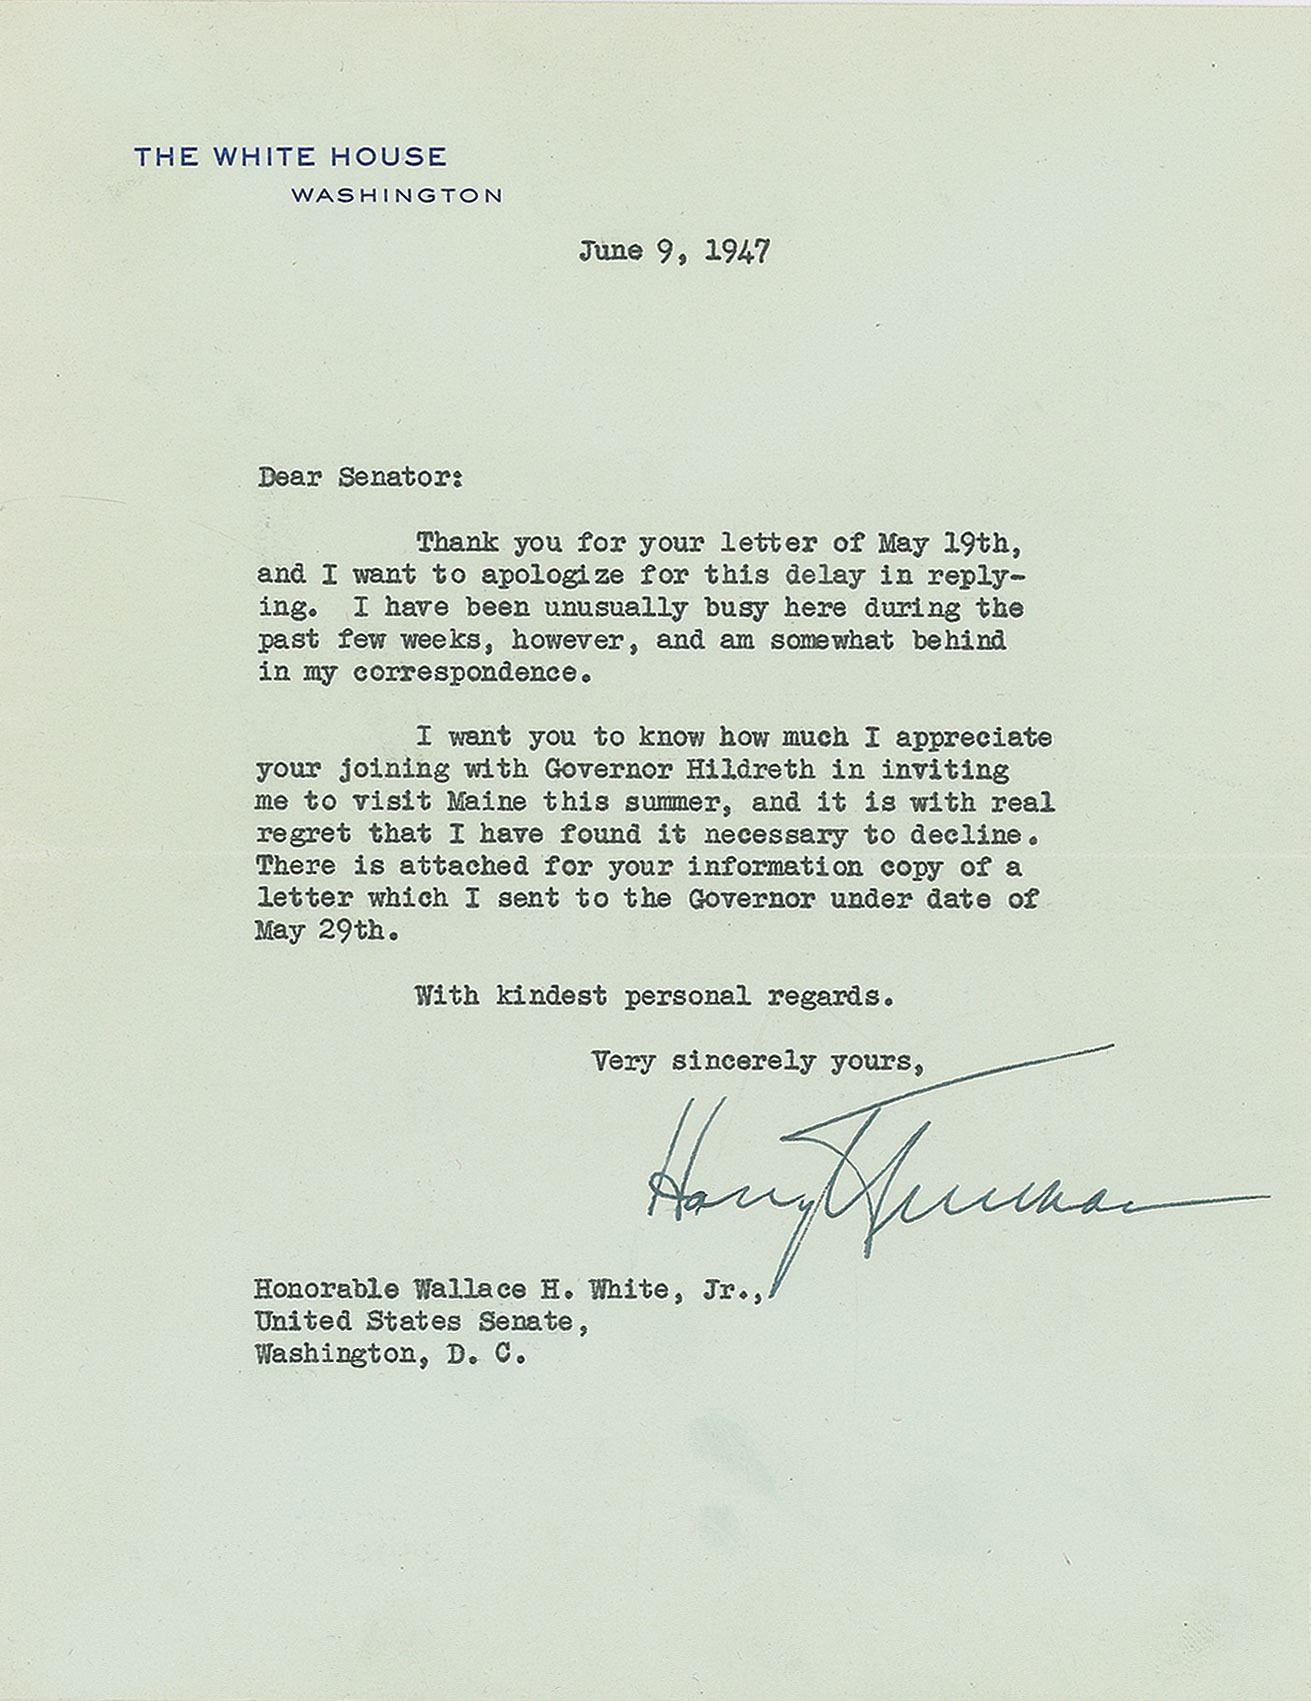 THE WHITE HOUSE
WASHINGTON
June 9, 1947
Dear Senator:
Thank you for your letter of May 19th,
and I want to apologize for this delay in reply-
ing. I have been unusually busy here during the
past few weeks, however, and am somewhat behind
in my correspondence.
I want you to know how much I appreciate
your joining with Governor Hildreth in inviting
me to visit Maine this summer, and it is with real
regret that I have found it necessary to decline.
There is attached for your information copy of a
letter which I sent to the Governor under date of
May 29th.
With kindest personal regards.
Very sincerely yours,
Harry Truman
Honorable Wallace H. White, Jr.,
United States Senate,
Washington, D. C.